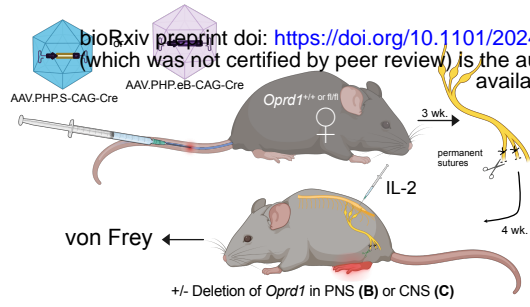 bioRxiv preprint doi: https://doi.org/10.1101/202
(which was not certified by peer review) is the au
availa
or
AAV.PHP.S-CAG-Cre
AAV.PHP.eB-CAG-Cre
Oprd1+/+ or fl/fl
3 wk.
permanent
sutures
IL-2
4 wk.
von Frey
+/- Deletion of Oprd1 in PNS (B) or CNS (C)